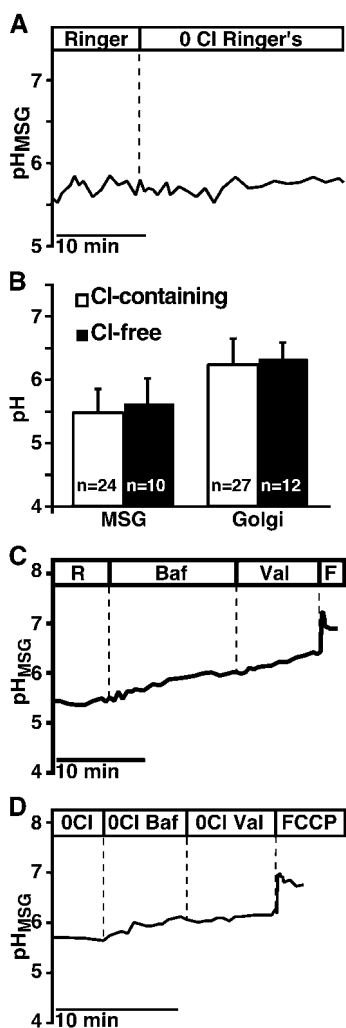 A
Ringer 0 Cl Ringer's
pHMSG
7
6
5
10 min
B
Cl-containing
Cl-free
pH
7
6
5
4
n=24 n=10 n=27 n=12
MSG Golgi
C
R Baf Val F
pHMSG
8
7
6
5
4
10 min
D
0Cl 0Cl Baf 0Cl Val FCCP
pHMSG
8
7
6
5
4
10 min